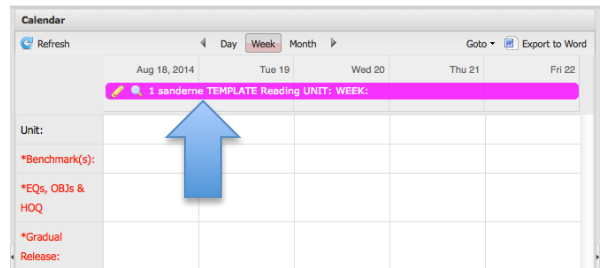 Calendar
Refresh Day Week Month Goto Export to Word
Aug 18, 2014 Tue 19 Wed 20 Thu 21 Fri 22
1 sanderne TEMPLATE Reading UNIT: WEEK:
Unit:
*Benchmark(s):
*EQs, OBJs &
HOQ
*Gradual
Release: